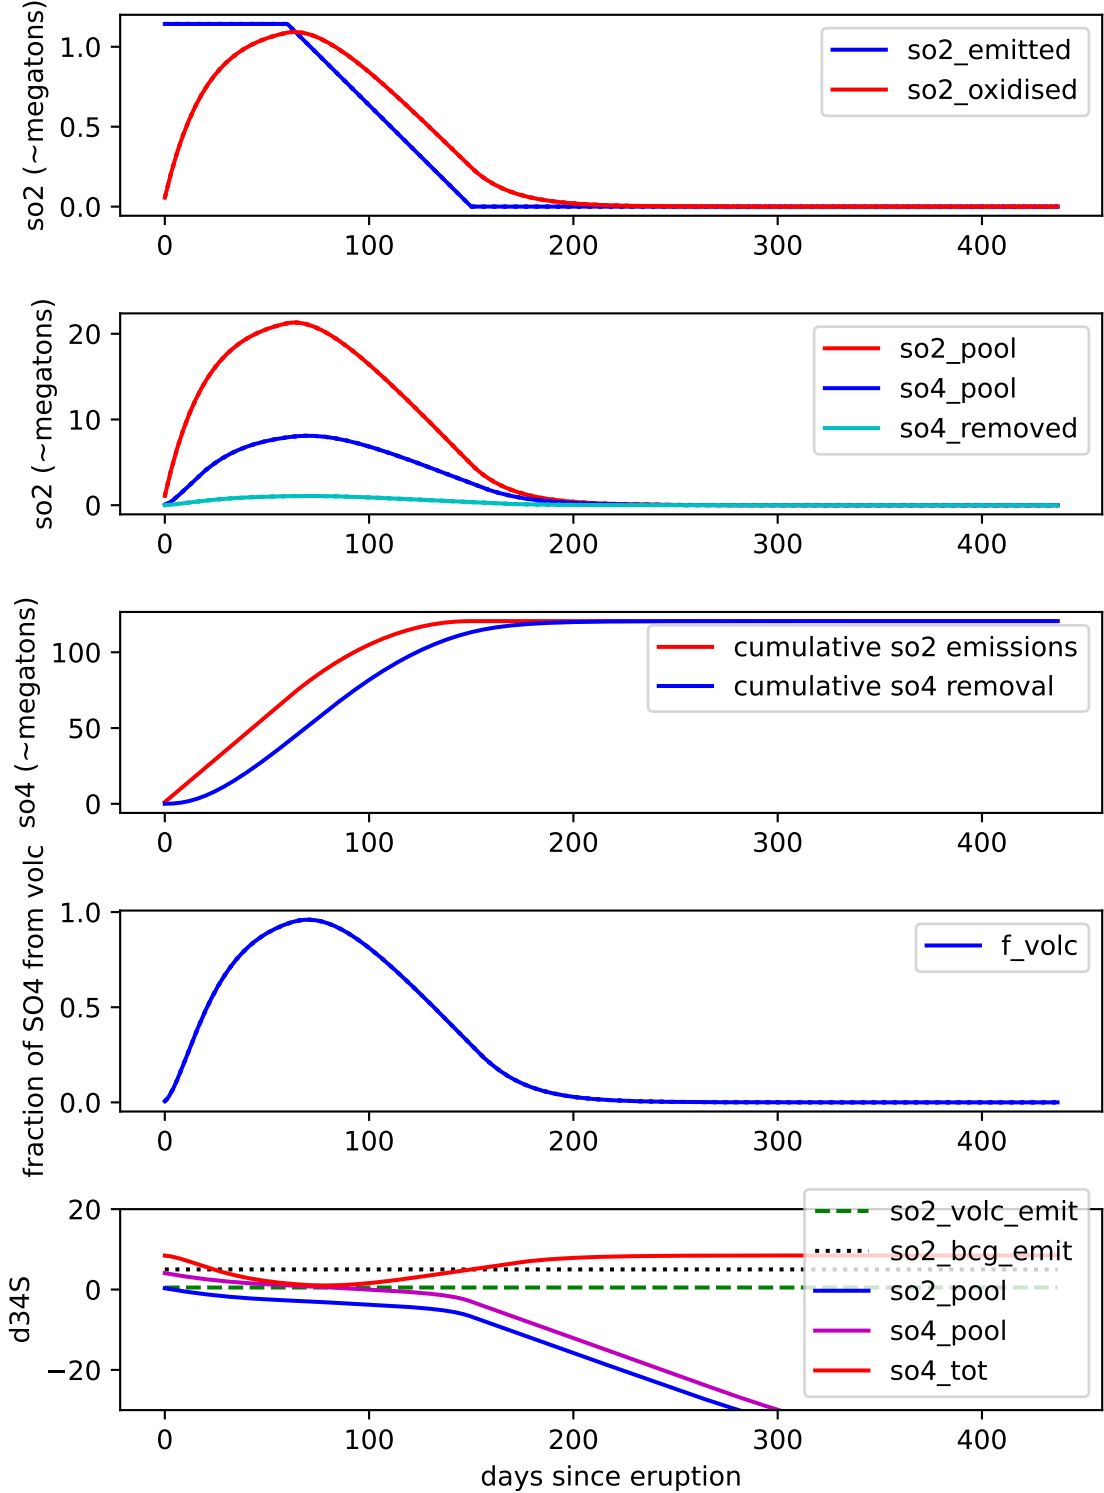 so2 (~megatons)
1.0
0.5
0.0
so2_emitted
so2_oxidised
0 100 200 300 400
so2 (~megatons)
20
10
0
so2_pool
so4_pool
so4_removed
0 100 200 300 400
so4 (~megatons)
100
50
0
cumulative so2 emissions
cumulative so4 removal
0 100 200 300 400
fraction of SO4 from volc
1.0
0.5
0.0
f_volc
0 100 200 300 400
d34S
20
0
−20
so2_volc_emit
so2_bcg_emit
so2_pool
so4_pool
so4_tot
0 100 200 300 400
days since eruption